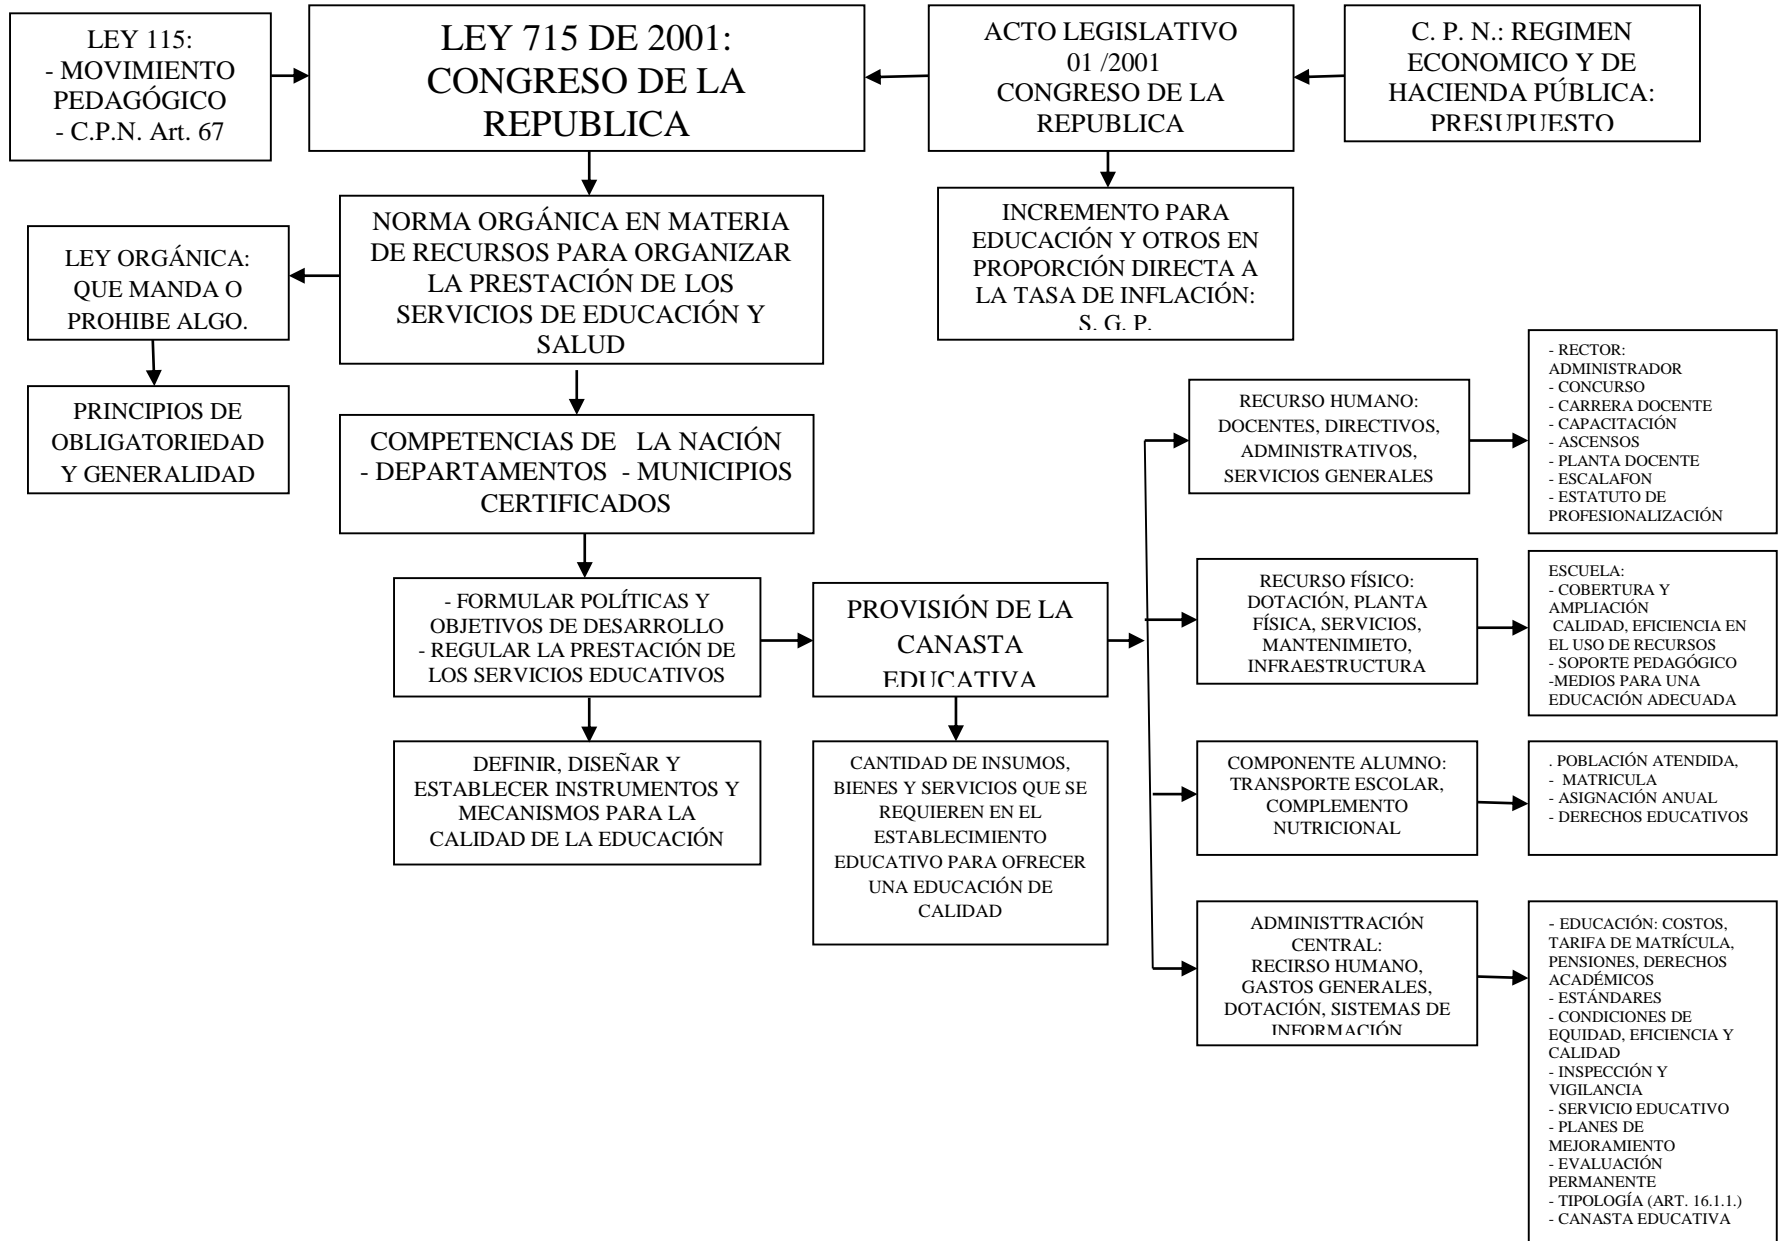 LEY 115:
- MOVIMIENTO
PEDAGÓGICO
- C.P.N. Art. 67
LEY 715 DE 2001:
CONGRESO DE LA
REPUBLICA
ACTO LEGISLATIVO
01 /2001
CONGRESO DE LA
REPUBLICA
C. P. N.: REGIMEN
ECONOMICO Y DE
HACIENDA PÚBLICA:
PRESUPUESTO
LEY ORGÁNICA:
QUE MANDA O
PROHIBE ALGO.
NORMA ORGÁNICA EN MATERIA
DE RECURSOS PARA ORGANIZAR
LA PRESTACIÓN DE LOS
SERVICIOS DE EDUCACIÓN Y
SALUD
INCREMENTO PARA
EDUCACIÓN Y OTROS EN
PROPORCIÓN DIRECTA A
LA TASA DE INFLACIÓN:
S. G. P.
PRINCIPIOS DE
OBLIGATORIEDAD
Y GENERALIDAD
COMPETENCIAS DE LA NACIÓN
- DEPARTAMENTOS - MUNICIPIOS
CERTIFICADOS
RECURSO HUMANO:
DOCENTES, DIRECTIVOS,
ADMINISTRATIVOS,
SERVICIOS GENERALES
- RECTOR:
ADMINISTRADOR
- CONCURSO
- CARRERA DOCENTE
- CAPACITACIÓN
- ASCENSOS
- PLANTA DOCENTE
- ESCALAFON
- ESTATUTO DE
PROFESIONALIZACIÓN
- FORMULAR POLÍTICAS Y
OBJETIVOS DE DESARROLLO
- REGULAR LA PRESTACIÓN DE
LOS SERVICIOS EDUCATIVOS
PROVISIÓN DE LA
CANASTA
EDUCATIVA
RECURSO FÍSICO:
DOTACIÓN, PLANTA
FÍSICA, SERVICIOS,
MANTENIMIETO,
INFRAESTRUCTURA
ESCUELA:
- COBERTURA Y
AMPLIACIÓN
CALIDAD, EFICIENCIA EN
EL USO DE RECURSOS
- SOPORTE PEDAGÓGICO
-MEDIOS PARA UNA
EDUCACIÓN ADECUADA
DEFINIR, DISEÑAR Y
ESTABLECER INSTRUMENTOS Y
MECANISMOS PARA LA
CALIDAD DE LA EDUCACIÓN
CANTIDAD DE INSUMOS,
BIENES Y SERVICIOS QUE SE
REQUIEREN EN EL
ESTABLECIMIENTO
EDUCATIVO PARA OFRECER
UNA EDUCACIÓN DE
CALIDAD
COMPONENTE ALUMNO:
TRANSPORTE ESCOLAR,
COMPLEMENTO
NUTRICIONAL
. POBLACIÓN ATENDIDA,
- MATRICULA
- ASIGNACIÓN ANUAL
- DERECHOS EDUCATIVOS
ADMINISTTRACIÓN
CENTRAL:
RECIRSO HUMANO,
GASTOS GENERALES,
DOTACIÓN, SISTEMAS DE
INFORMACIÓN
- EDUCACIÓN: COSTOS,
TARIFA DE MATRÍCULA,
PENSIONES, DERECHOS
ACADÉMICOS
- ESTÁNDARES
- CONDICIONES DE
EQUIDAD, EFICIENCIA Y
CALIDAD
- INSPECCIÓN Y
VIGILANCIA
- SERVICIO EDUCATIVO
- PLANES DE
MEJORAMIENTO
- EVALUACIÓN
PERMANENTE
- TIPOLOGÍA (ART. 16.1.1.)
- CANASTA EDUCATIVA